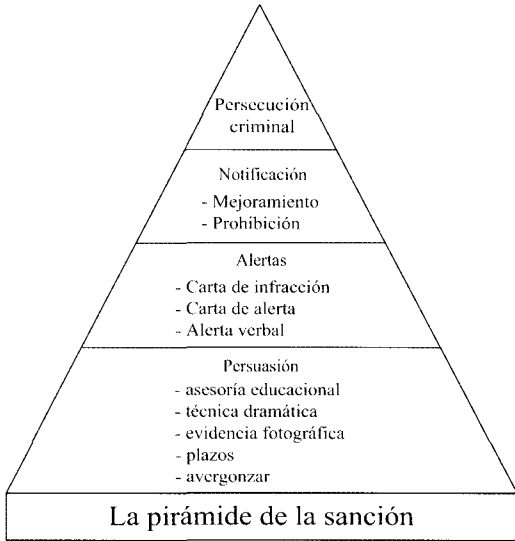 Persecución
criminal
Notificación
- Mejoramiento
- Prohibición
Alertas
- Carta de infracción
- Carta de alerta
- Alerta verbal
Persuasión
- asesoría educacional
- técnica dramática
- evidencia fotográfica
- plazos
- avergonzar
La pirámide de la sanción